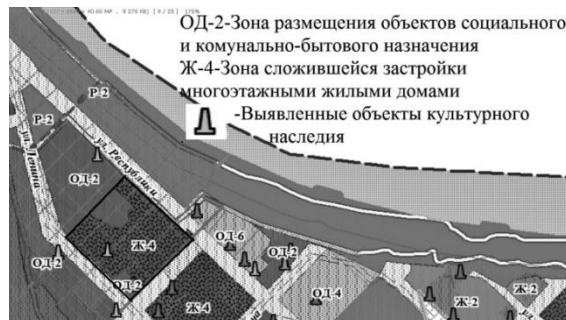 ОД-2-Зона размещения объектов социального
и комунально-бытового назначения
Ж-4-Зона сложившейся застройки
многоэтажными жилыми домами
-Выявленные объекты культурного
наследия
Р-2
Р-2
ул. Ленина
ул. Республики
ОД-2
Ж-4
ОД-6
ОД-2
ОД-2
ОД-2
Ж-4
ОД-4
Ж-2
Ж-2